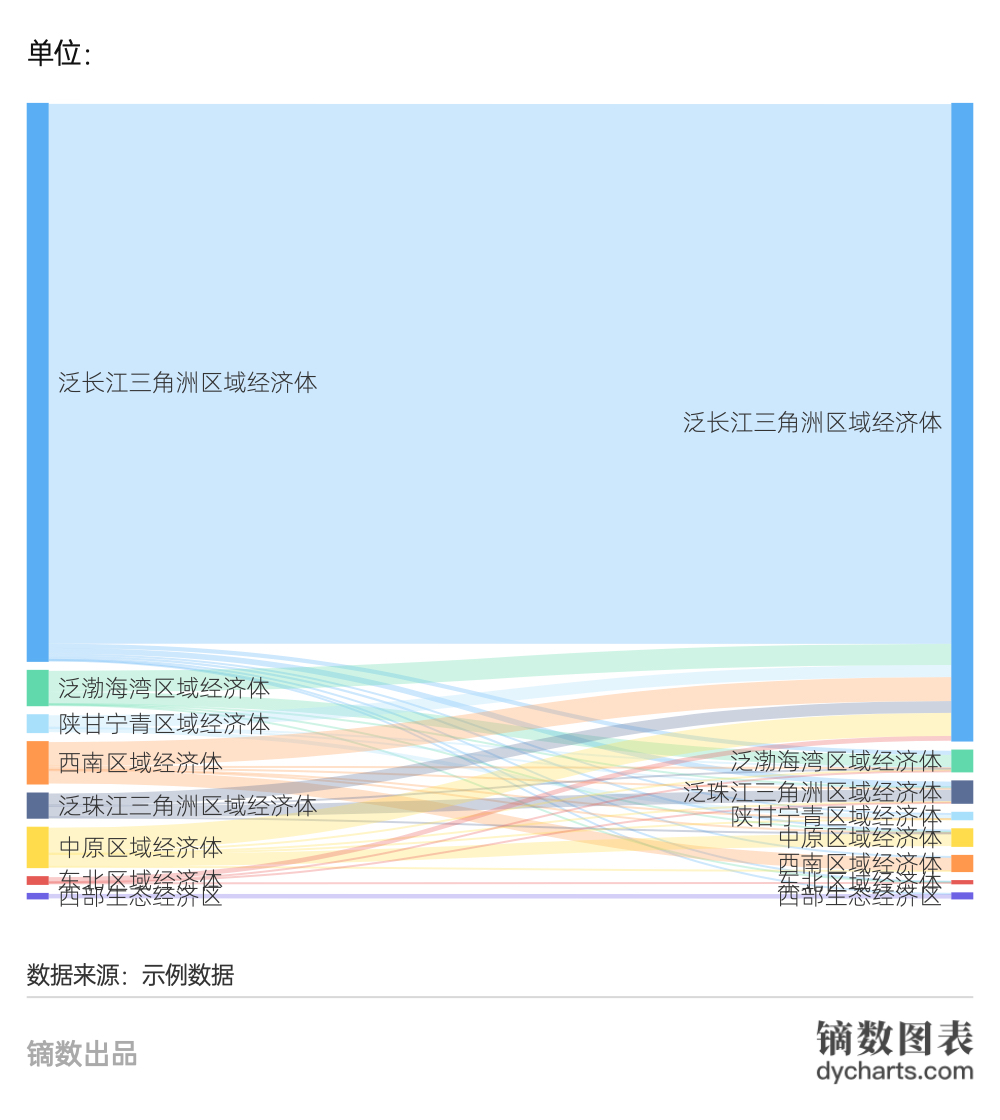 单位：
泛长江三角洲区域经济体
泛长江三角洲区域经济体
泛渤海湾区域经济体
陕甘宁青区域经济体
西南区域经济体
泛珠江三角洲区域经济体
中原区域经济体
东北区域经济体
西部生态经济区
泛渤海湾区域经济体
泛珠江三角洲区域经济体
陕甘宁青区域经济体
中原区域经济体
西南区域经济体
东北区域经济体
西部生态经济区
数据来源：示例数据
镝数出品
镝数图表
dycharts.com